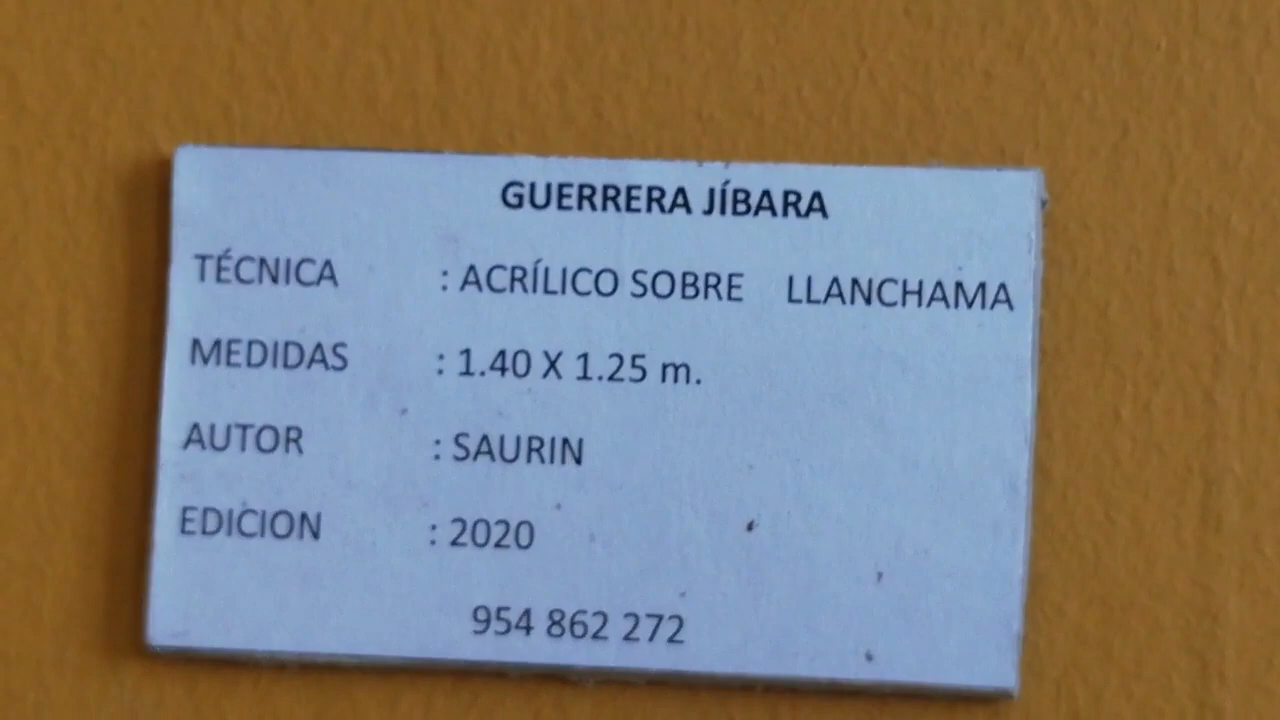 GUERRERA JÍBARA
TÉCNICA : ACRÍLICO SOBRE LLANCHAMA
MEDIDAS : 1.40 X 1.25 m.
AUTOR : SAURIN
EDICION : 2020
954 862 272